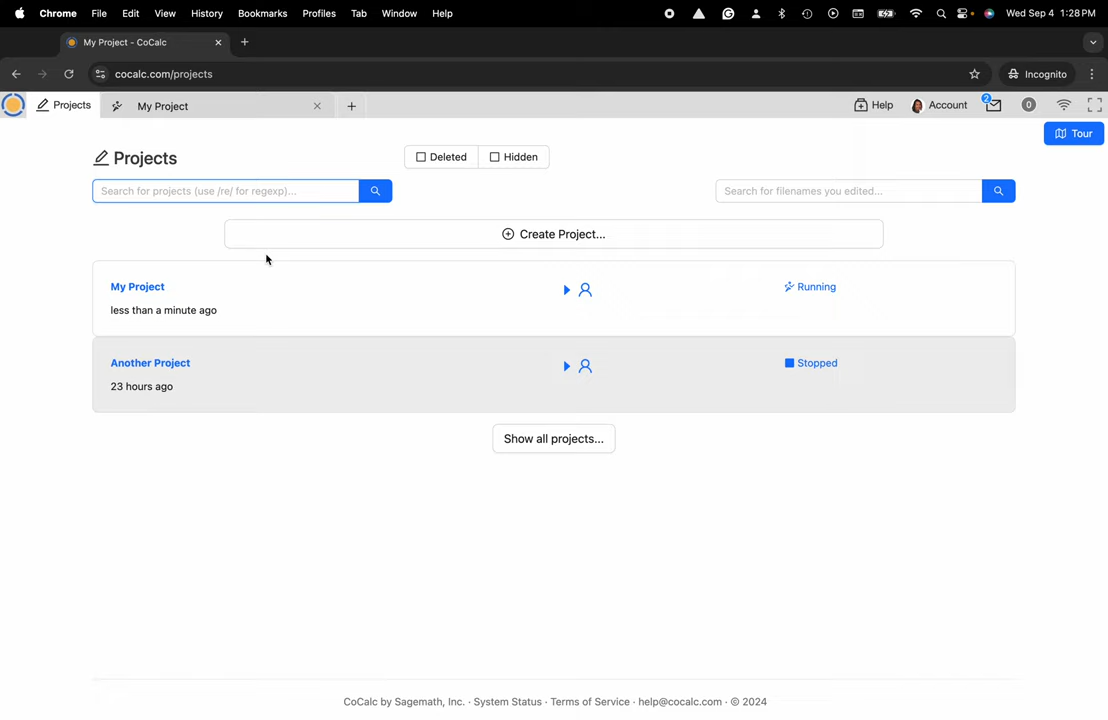 Chrome File Edit View History Bookmarks Profiles Tab Window Help Wed Sep 4 1:28 PM
My Project - CoCalc
cocalc.com/projects Incognito
Projects My Project Help Account 2 0
Tour
Projects Deleted Hidden
Search for projects (use /re/ for regexp)... Search for filenames you edited...
Create Project...
My Project Running
less than a minute ago
Another Project Stopped
23 hours ago
Show all projects...
CoCalc by Sagemath, Inc. · System Status · Terms of Service · help@cocalc.com · © 2024